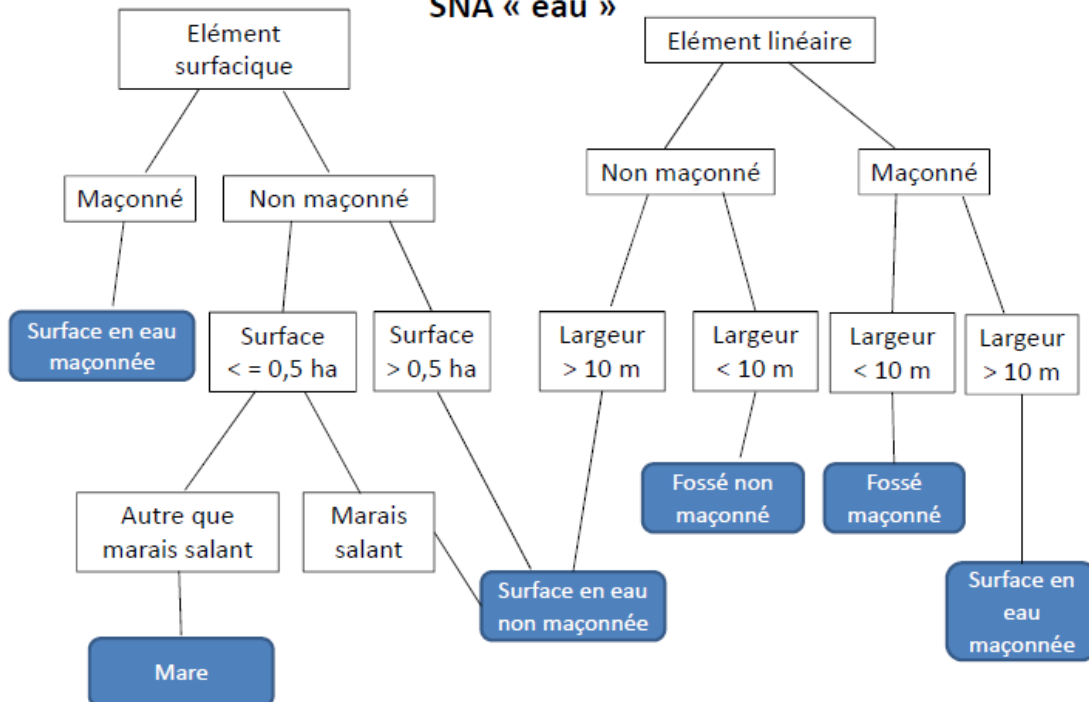 SNA « eau »
Elément
surfacique
Elément linéaire
Maçonné
Non maçonné
Non maçonné
Maçonné
Surface en eau
maçonnée
Surface
< = 0,5 ha
Surface
> 0,5 ha
Largeur
> 10 m
Largeur
< 10 m
Largeur
< 10 m
Largeur
> 10 m
Autre que
marais salant
Marais
salant
Fossé non
maçonné
Fossé
maçonné
Surface en eau
non maçonnée
Surface en
eau
maçonnée
Mare